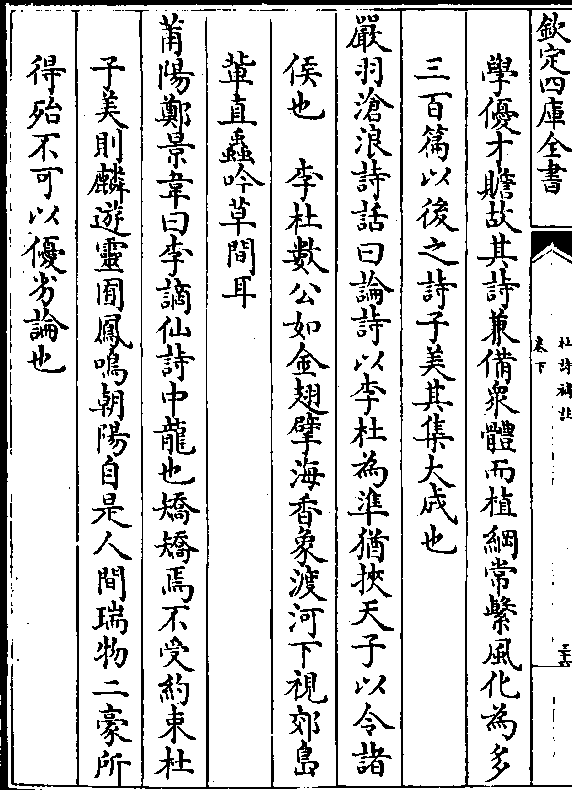 欽定四庫全書
杜詩補註
卷下
三六
學優才贍故其詩兼備衆體而植綱常繫風化為多
三百篇以後之詩子美其集大成也
嚴羽滄浪詩話曰論詩以李杜為準猶挾天子以令諸
侯也　李杜數公如金翅擘海香象渡河下視郊島
軰直蟲吟草間耳
莆陽鄭景韋曰李謫仙詩中龍也矯矯焉不受約束杜
子美則麟遊靈囿鳳鳴朝陽自是人間瑞物二豪所
得殆不可以優劣論也